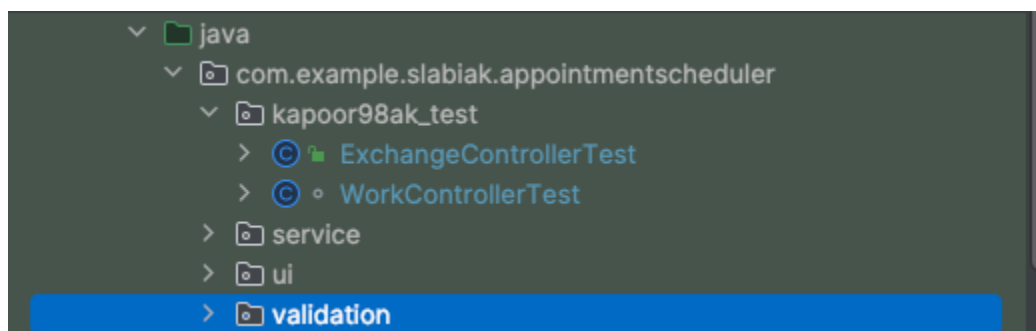 java
com.example.slabiak.appointmentscheduler
kapoor98ak_test
ExchangeControllerTest
WorkControllerTest
service
ui
validation